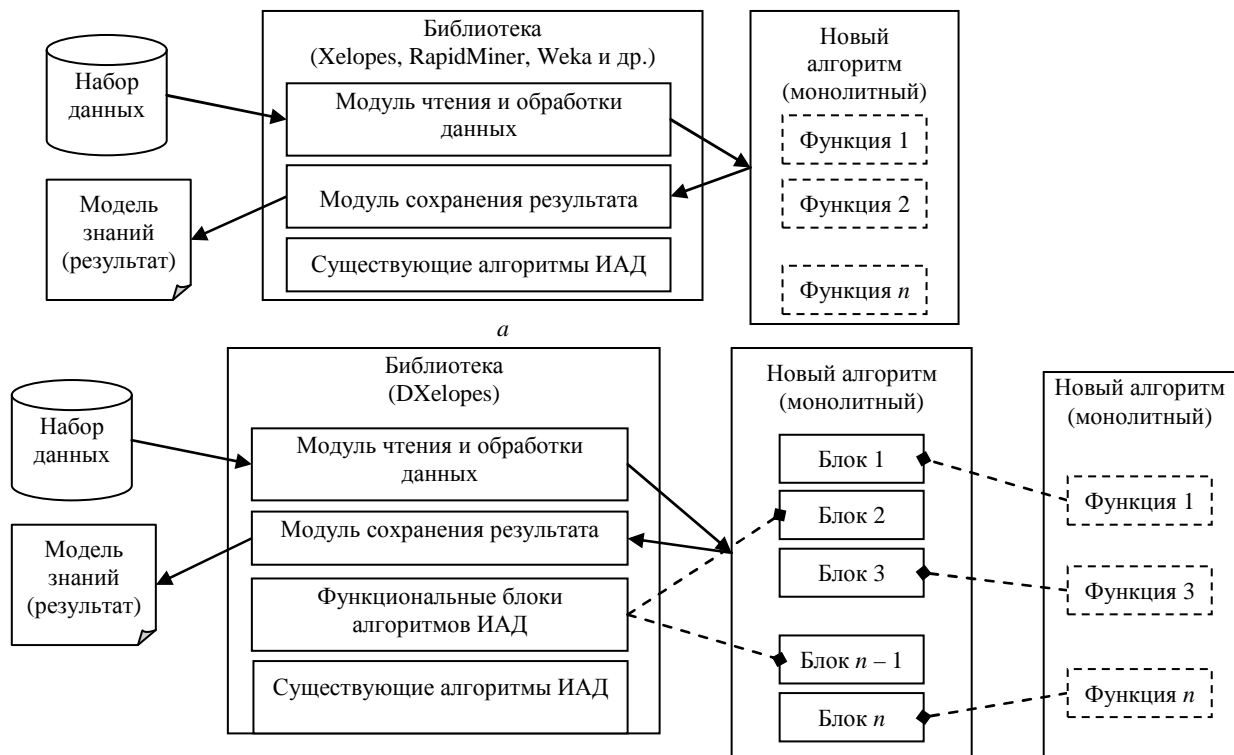 Набор
данных
Модель
знаний
(результат)
Библиотека
(Xelopes, RapidMiner, Weka и др.)
Модуль чтения и обработки
данных
Модуль сохранения результата
Существующие алгоритмы ИАД
Новый
алгоритм
(монолитный)
Функция 1
Функция 2
Функция n
а
Набор
данных
Модель
знаний
(результат)
Библиотека
(DXelopes)
Модуль чтения и обработки
данных
Модуль сохранения результата
Функциональные блоки
алгоритмов ИАД
Существующие алгоритмы ИАД
Новый алгоритм
(монолитный)
Блок 1
Блок 2
Блок 3
Блок n – 1
Блок n
Новый алгоритм
(монолитный)
Функция 1
Функция 3
Функция n